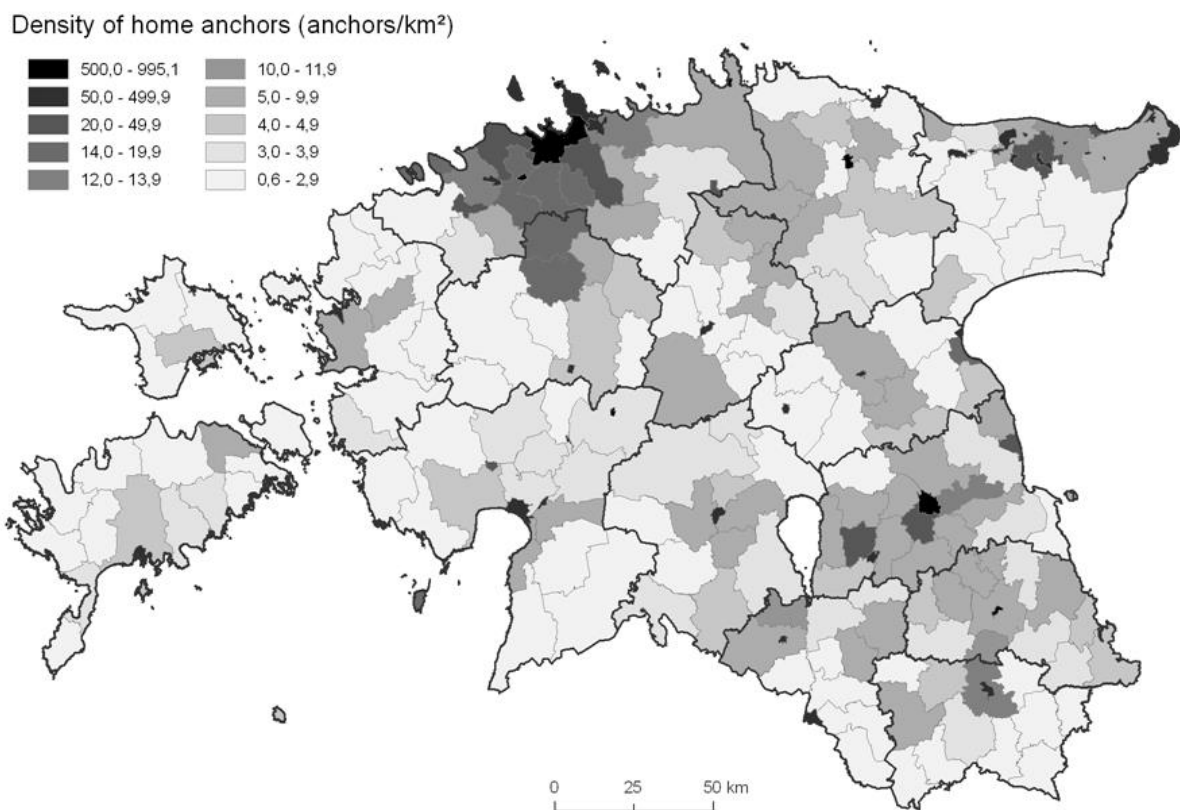 Density of home anchors (anchors/km²)
500,0 - 995,1
50,0 - 499,9
20,0 - 49,9
14,0 - 19,9
12,0 - 13,9
10,0 - 11,9
5,0 - 9,9
4,0 - 4,9
3,0 - 3,9
0,6 - 2,9
0 25 50 km